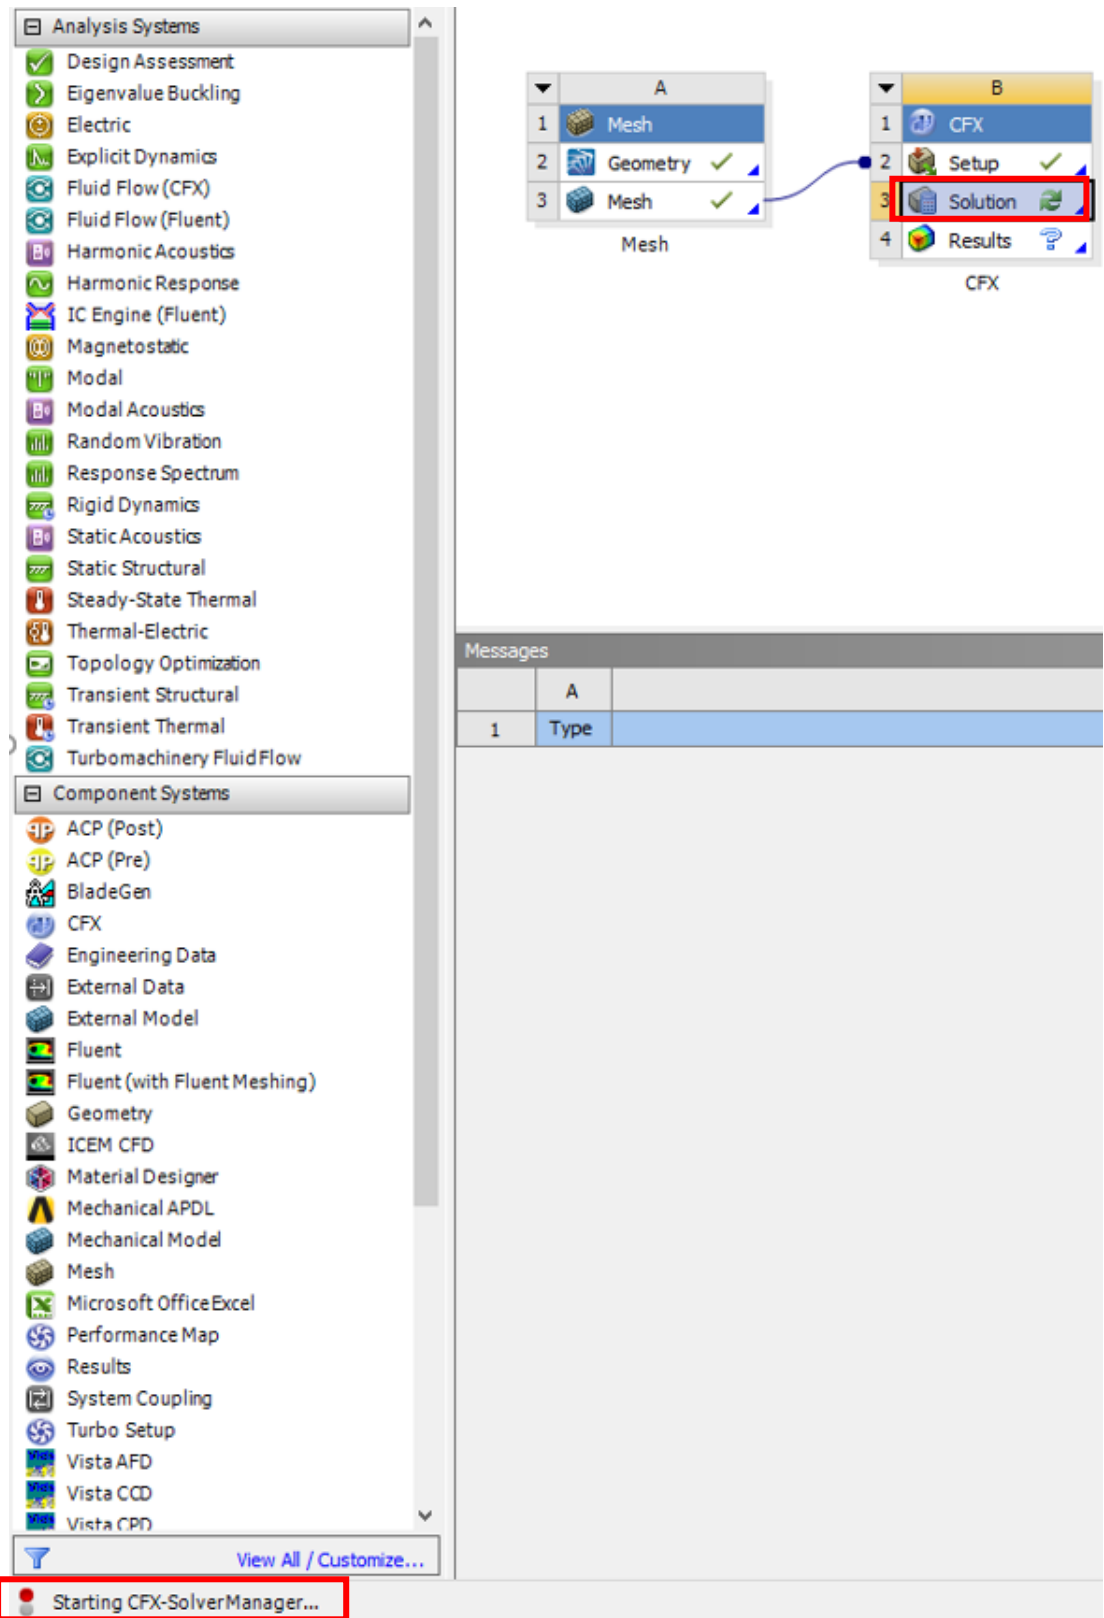 Analysis Systems
Design Assessment
Eigenvalue Buckling
Electric
Explicit Dynamics
Fluid Flow (CFX)
Fluid Flow (Fluent)
Harmonic Acoustics
Harmonic Response
IC Engine (Fluent)
Magnetostatic
Modal
Modal Acoustics
Random Vibration
Response Spectrum
Rigid Dynamics
Static Acoustics
Static Structural
Steady-State Thermal
Thermal-Electric
Topology Optimization
Transient Structural
Transient Thermal
Turbomachinery Fluid Flow
Component Systems
ACP (Post)
ACP (Pre)
BladeGen
CFX
Engineering Data
External Data
External Model
Fluent
Fluent (with Fluent Meshing)
Geometry
ICEM CFD
Material Designer
Mechanical APDL
Mechanical Model
Mesh
Microsoft Office Excel
Performance Map
Results
System Coupling
Turbo Setup
Vista AFD
Vista CCD
Vista CPD
View All / Customize...
Starting CFX-SolverManager...
A
1 Mesh
2 Geometry
3 Mesh
Mesh
B
1 CFX
2 Setup
3 Solution
4 Results ?
CFX
Messages
A
1 Type